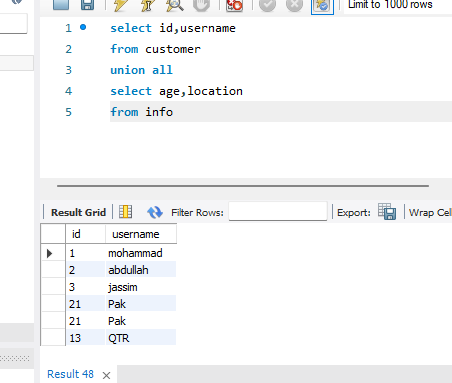 Limit to 1000 rows
1 select id,username
2 from customer
3 union all
4 select age,location
5 from info
Result Grid Filter Rows: Export: Wrap Cel
id username
1 mohammad
2 abdullah
3 jassim
21 Pak
21 Pak
13 QTR
Result 48 ×